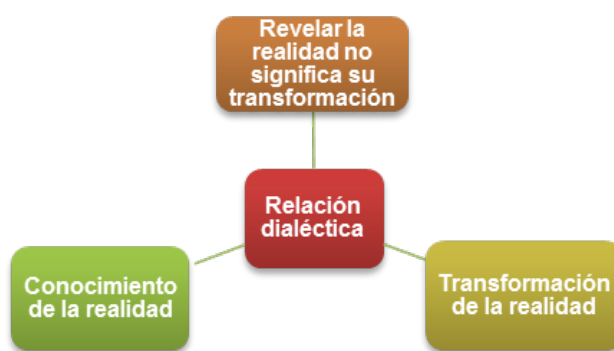 Revelar la
realidad no
significa su
transformación
Relación
dialéctica
Conocimiento
de la realidad
Transformación
de la realidad